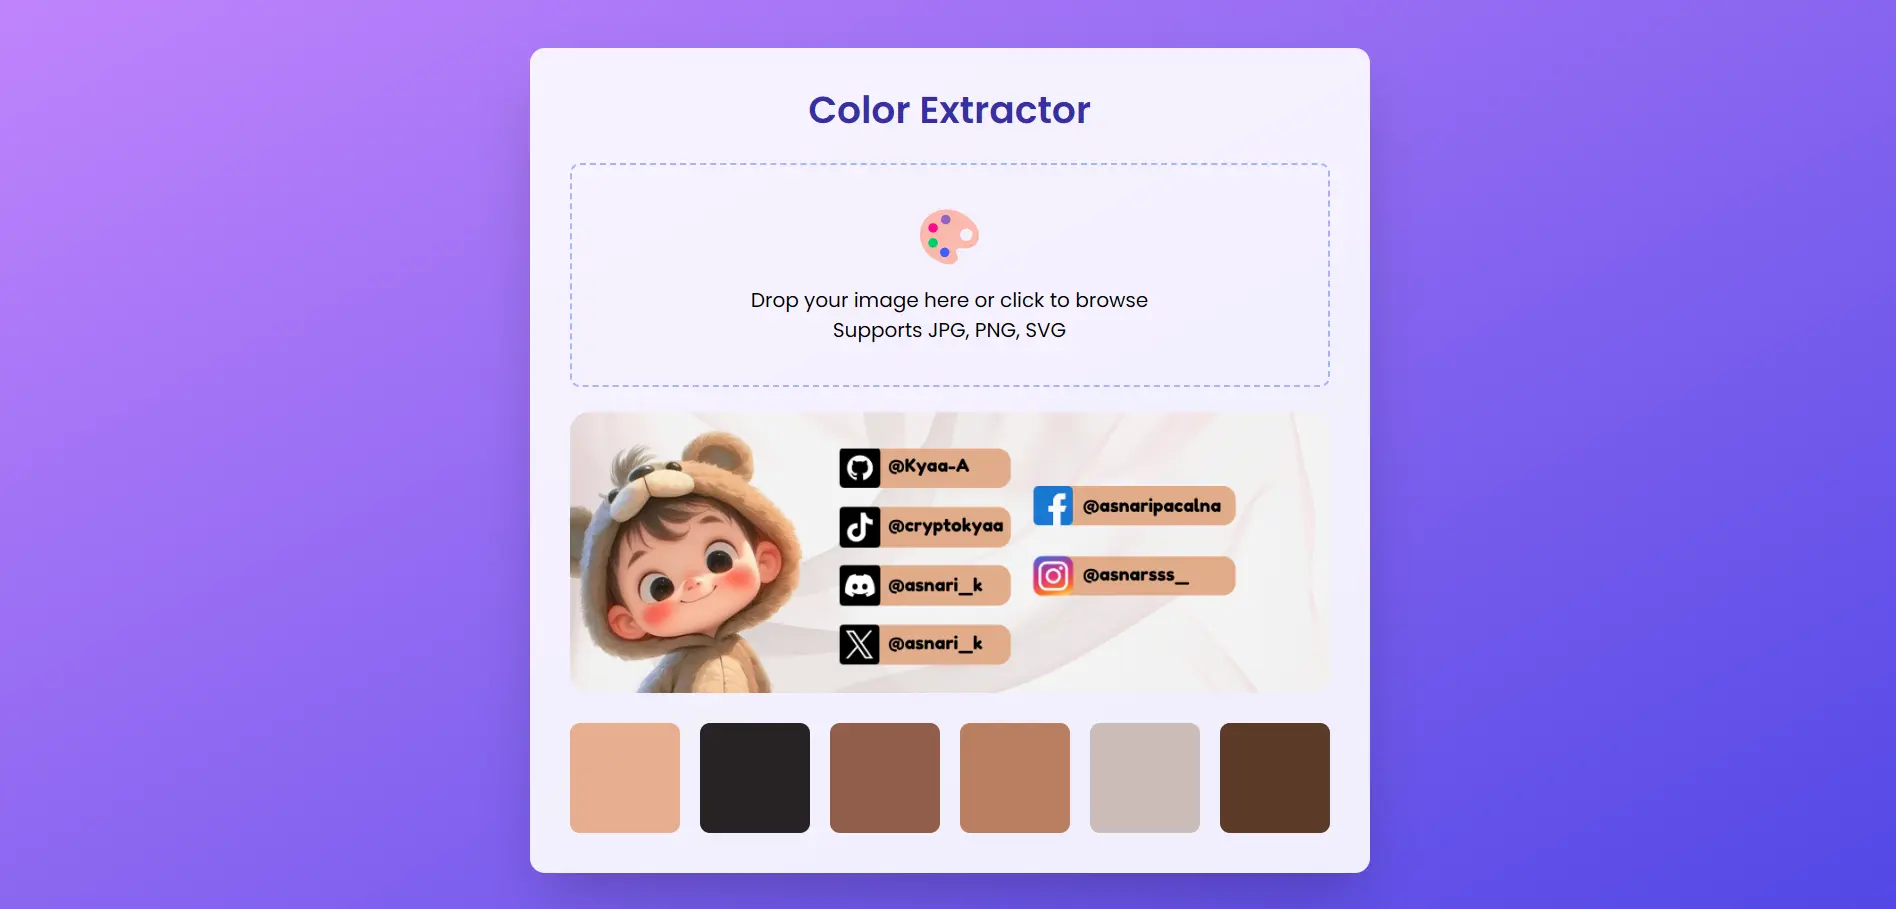 Color Extractor
Drop your image here or click to browse
Supports JPG, PNG, SVG
@Kyaa-A
@cryptokyaa
@asnari_k
@asnari_k
@asnaripacalna
@asnarsss_